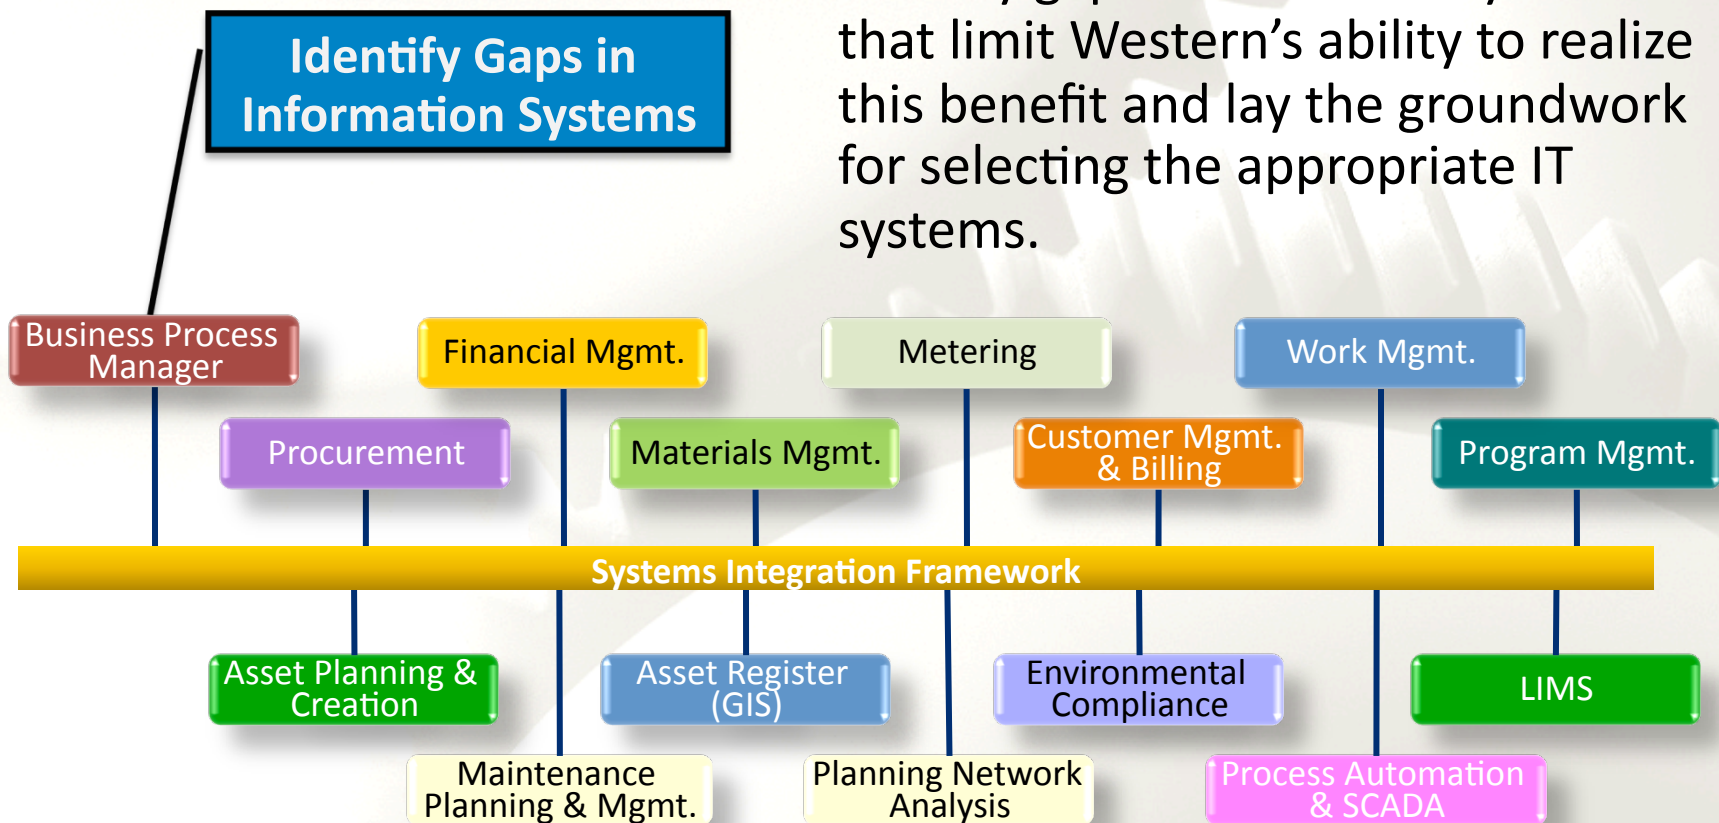 Identify Gaps in
Information Systems
that limit Western’s ability to realize
this benefit and lay the groundwork
for selecting the appropriate IT
systems.
Business Process
Manager
Financial Mgmt.
Metering
Work Mgmt.
Procurement
Materials Mgmt.
Customer Mgmt.
& Billing
Program Mgmt.
Systems Integration Framework
Asset Planning &
Creation
Asset Register
(GIS)
Environmental
Compliance
LIMS
Maintenance
Planning & Mgmt.
Planning Network
Analysis
Process Automation
& SCADA